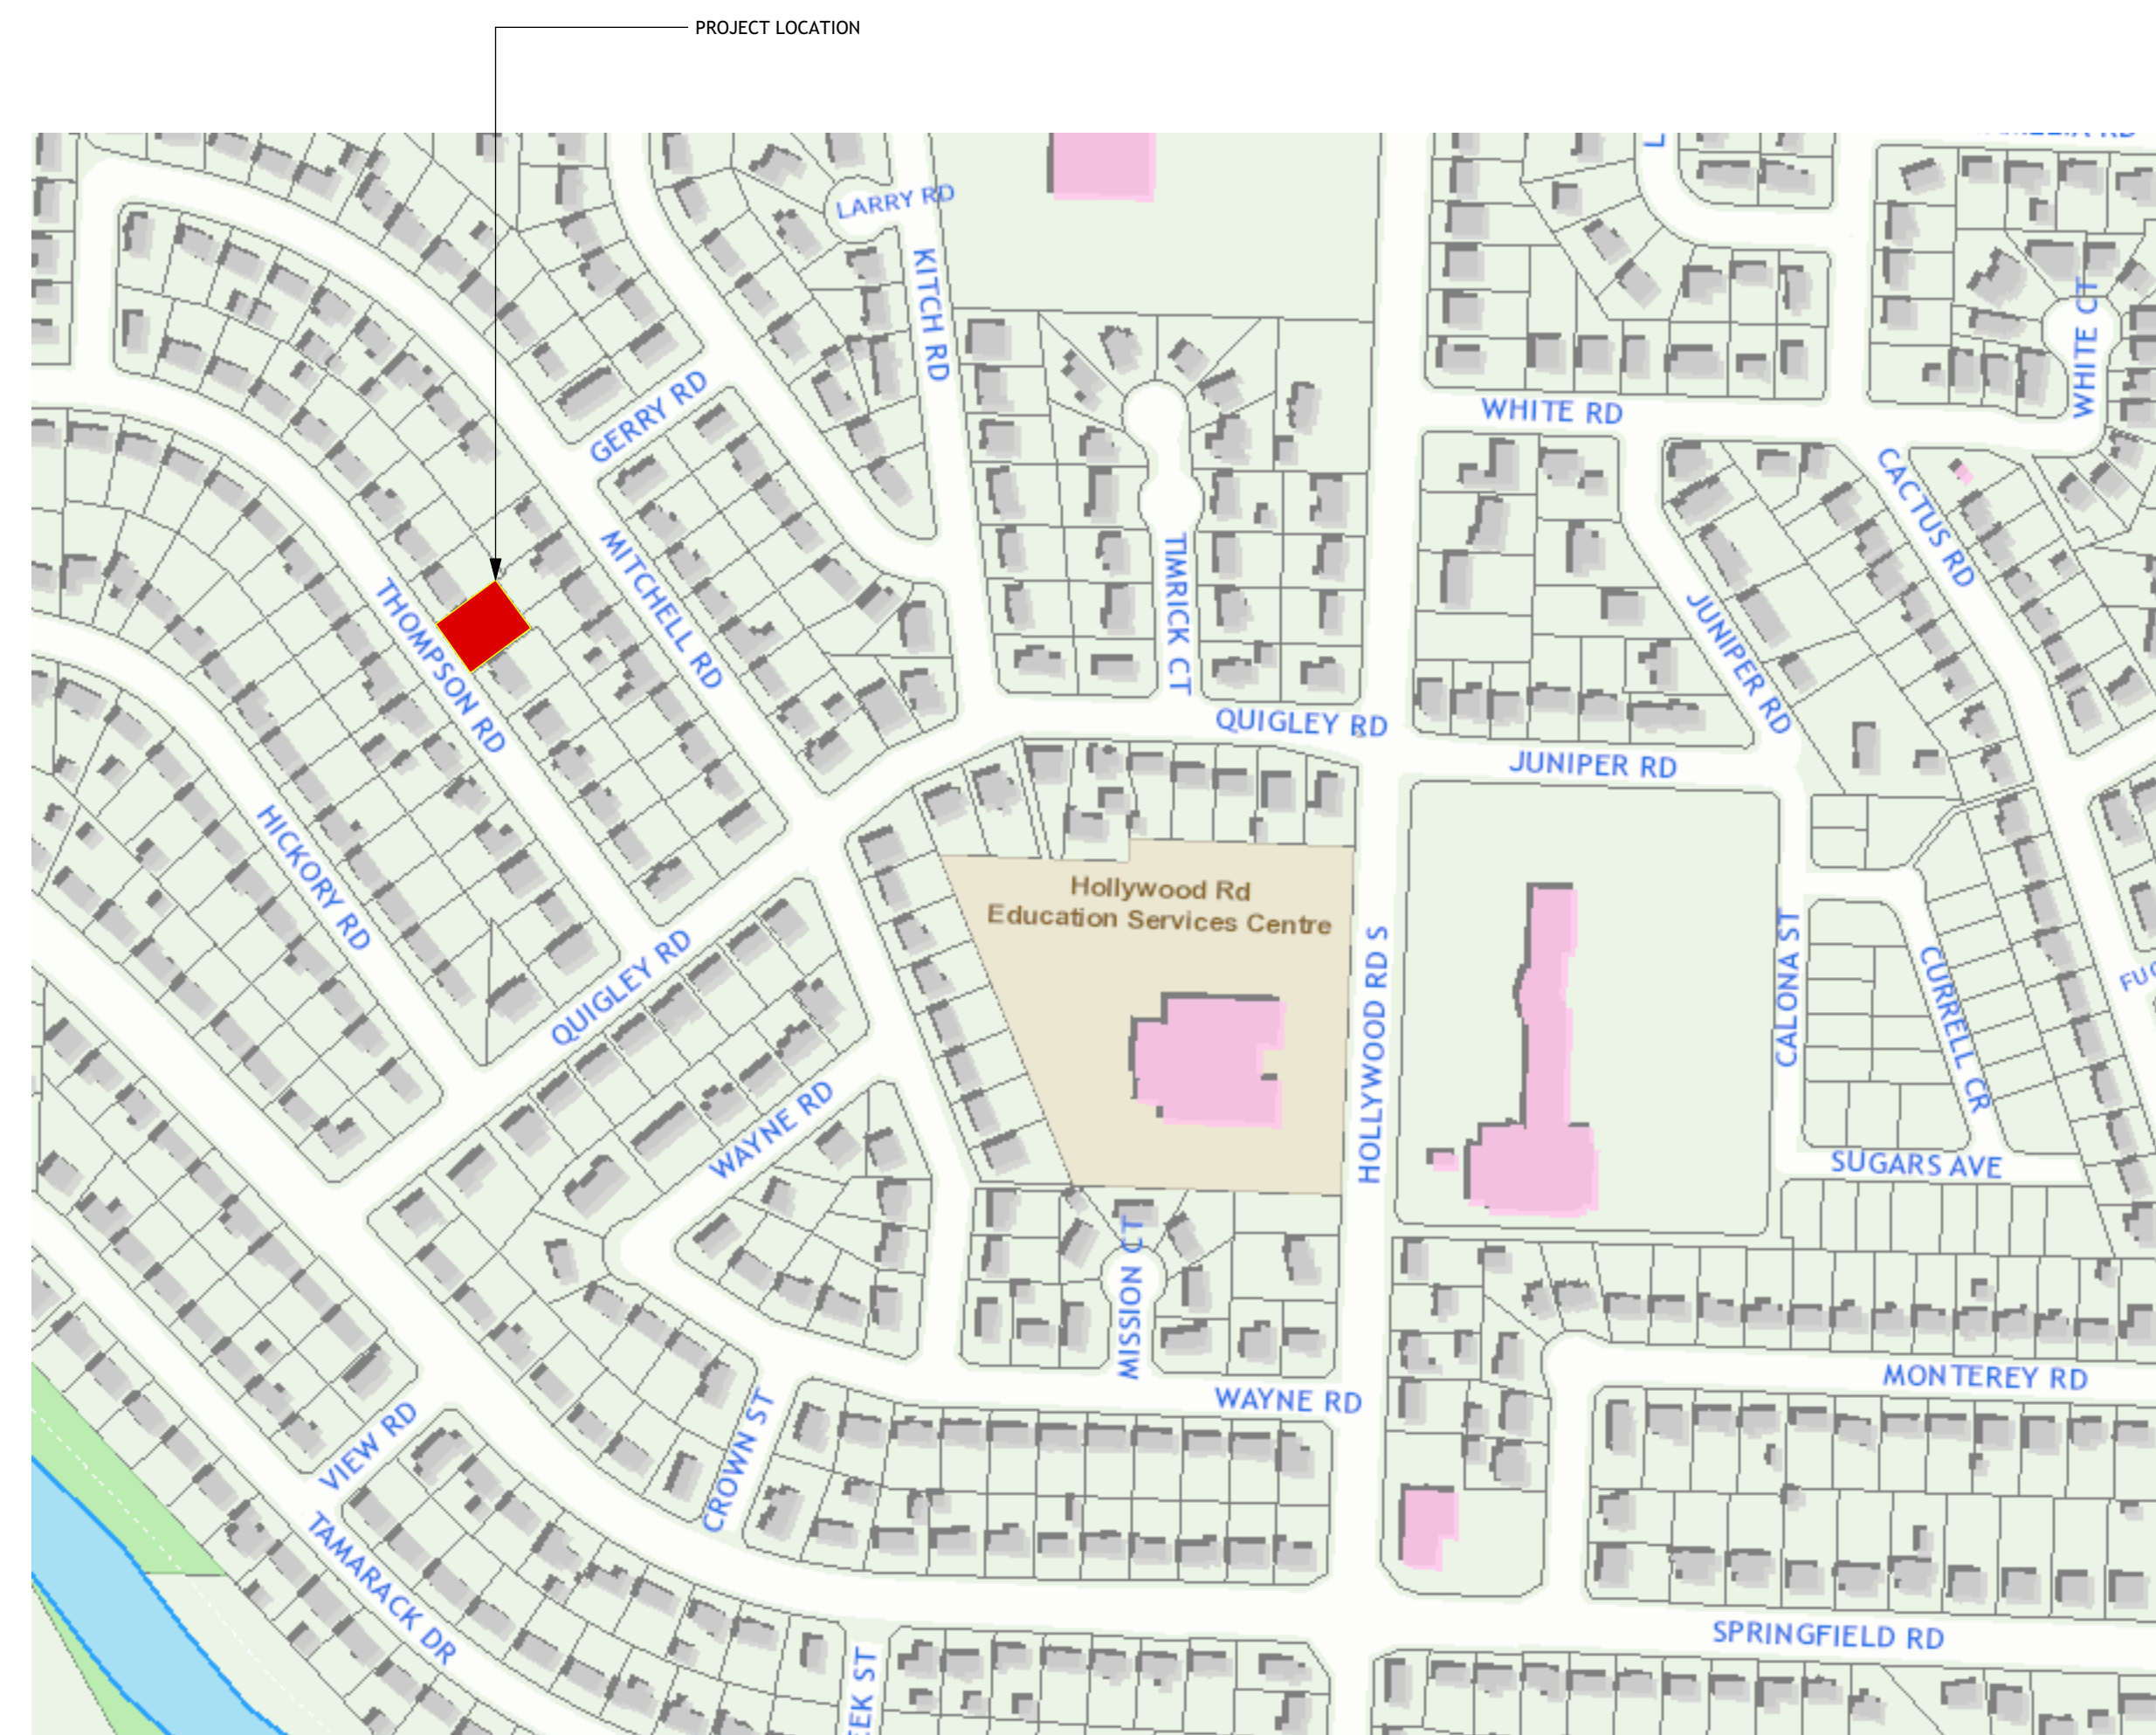 PROJECT LOCATION
LARRY RD
KITCH RD
WHITE CT
GERRY RD
WHITE RD
CACTUS RD
MITCHELL RD
TIMRICK CT
THOMPSON RD
JUNIPER RD
QUIGLEY RD
JUNIPER RD
HICKORY RD
Hollywood Rd
Education Services Centre
QUIGLEY RD
HOLLYWOOD RD S
CALONA ST
CURRELL CR
FUC
WAYNE RD
SUGARS AVE
MISSION CT
MONTEREY RD
WAYNE RD
CROWN ST
VIEW RD
TAMARACK DR
SPRINGFIELD RD
EEK ST